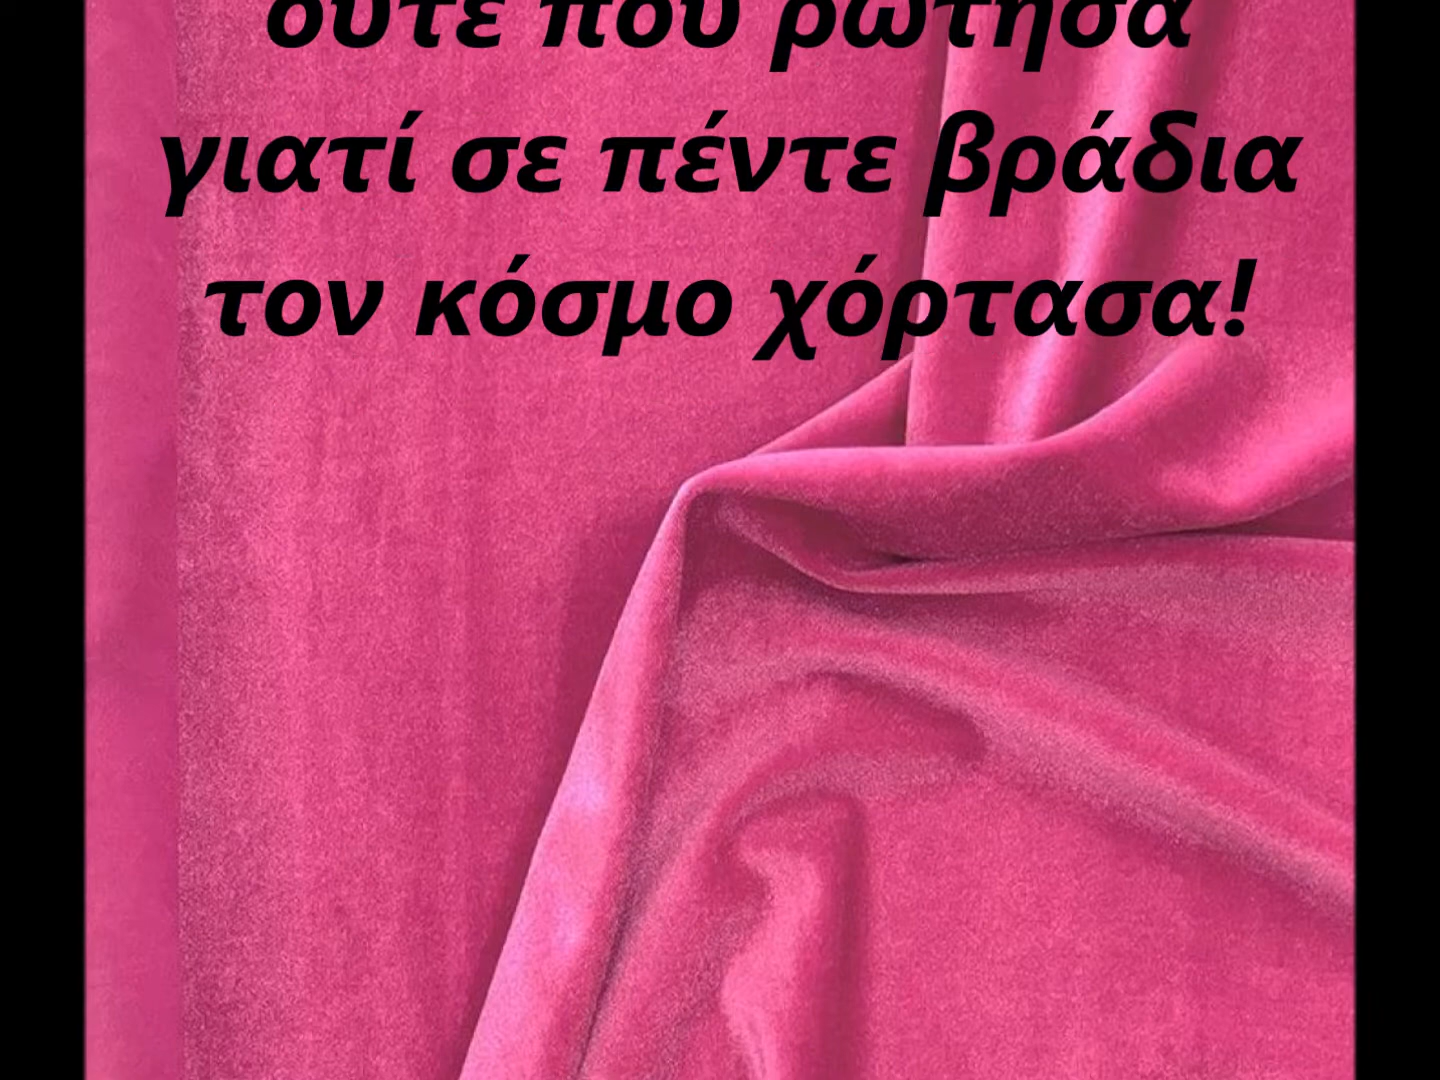 ούτε που ρώτησα
γιατί σε πέντε βράδια
τον κόσμο χόρτασα!